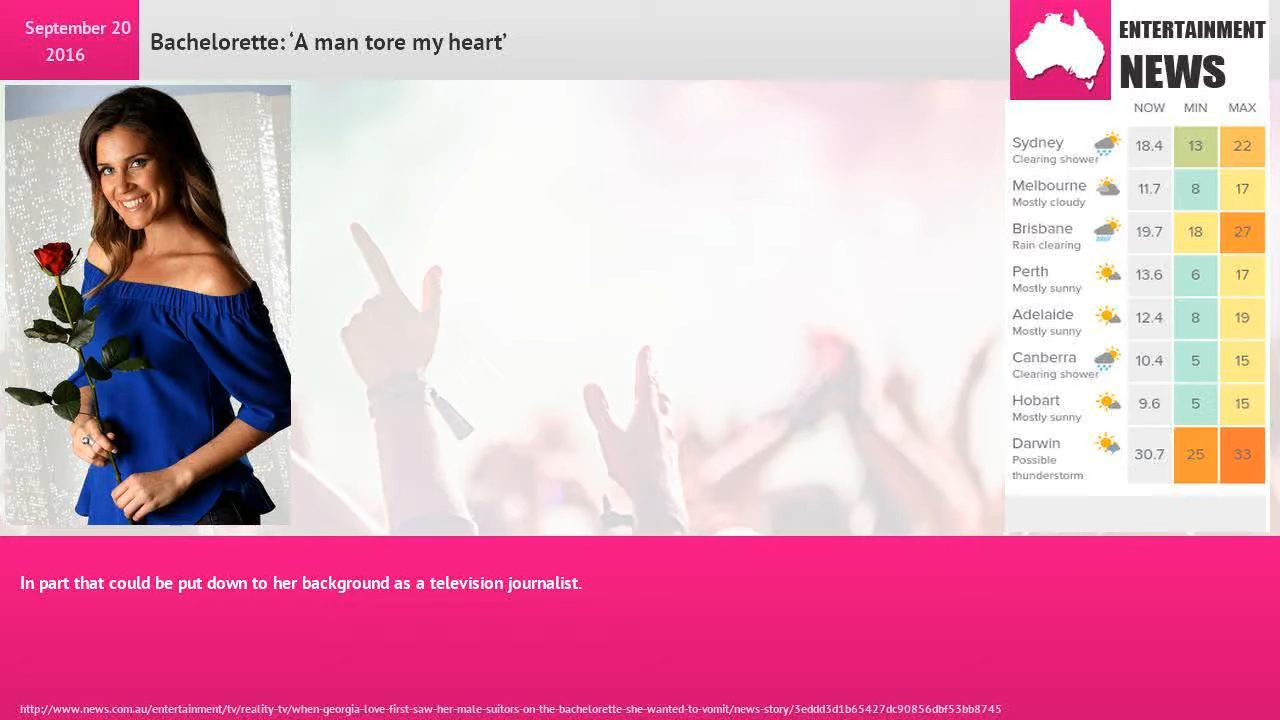 September 20
2016
Bachelorette: ‘A man tore my heart’
ENTERTAINMENT
NEWS
NOW MIN MAX
Sydney
Clearing shower
18.4 13 22
Melbourne
Mostly cloudy
11.7 8 17
Brisbane
Rain clearing
19.7 18 27
Perth
Mostly sunny
13.6 6 17
Adelaide
Mostly sunny
12.4 8 19
Canberra
Clearing shower
10.4 5 15
Hobart
Mostly sunny
9.6 5 15
Darwin
Possible
thunderstorm
30.7 25 33
In part that could be put down to her background as a television journalist.
http://www.news.com.au/entertainment/tv/reality-tv/when-georgia-love-first-saw-her-male-suitors-on-the-bachelorette-she-wanted-to-vomit/news-story/3eddd3d1b65427dc90856dbf53bb8745